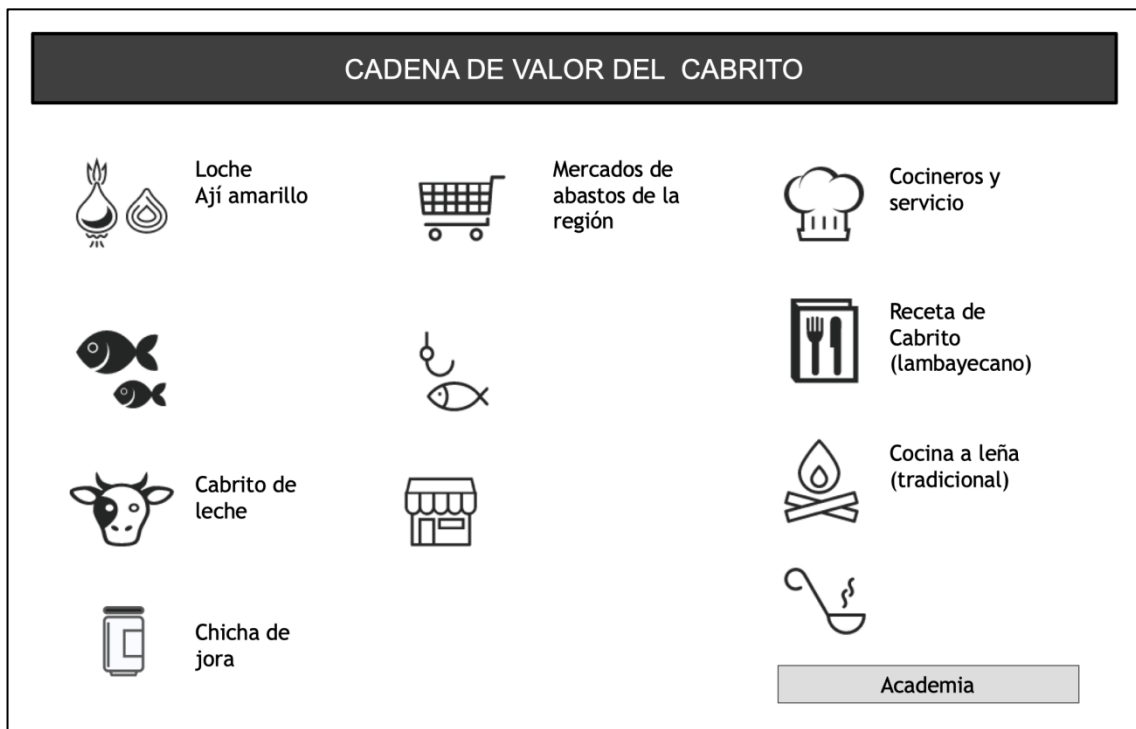 CADENA DE VALOR DEL CABRITO
Loche
Ají amarillo
Mercados de
abastos de la
región
Cocineros y
servicio
Receta de
Cabrito
(lambayecano)
Cabrito de
leche
Cocina a leña
(tradicional)
Chicha de
jora
Academia